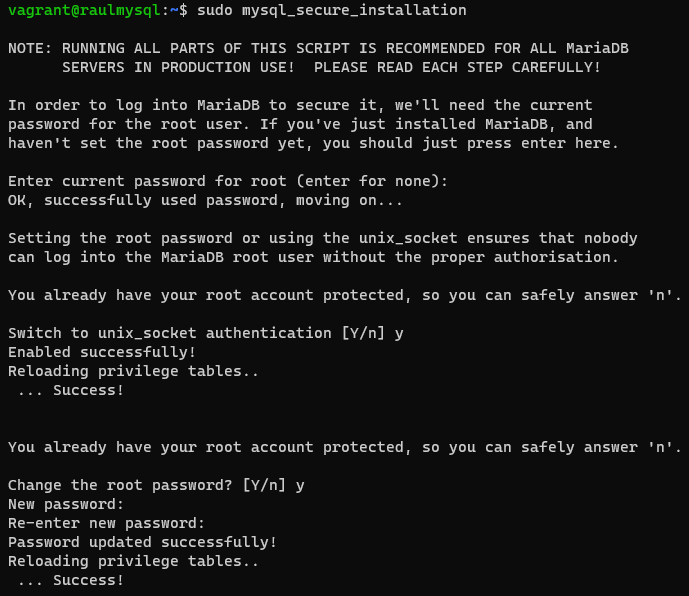 vagrant@raulmysql:~$ sudo mysql_secure_installation
NOTE: RUNNING ALL PARTS OF THIS SCRIPT IS RECOMMENDED FOR ALL MariaDB
SERVERS IN PRODUCTION USE!  PLEASE READ EACH STEP CAREFULLY!
In order to log into MariaDB to secure it, we'll need the current
password for the root user. If you've just installed MariaDB, and
haven't set the root password yet, you should just press enter here.
Enter current password for root (enter for none):
OK, successfully used password, moving on...
Setting the root password or using the unix_socket ensures that nobody
can log into the MariaDB root user without the proper authorisation.
You already have your root account protected, so you can safely answer 'n'.
Switch to unix_socket authentication [Y/n] y
Enabled successfully!
Reloading privilege tables..
... Success!
You already have your root account protected, so you can safely answer 'n'.
Change the root password? [Y/n] y
New password:
Re-enter new password:
Password updated successfully!
Reloading privilege tables..
... Success!